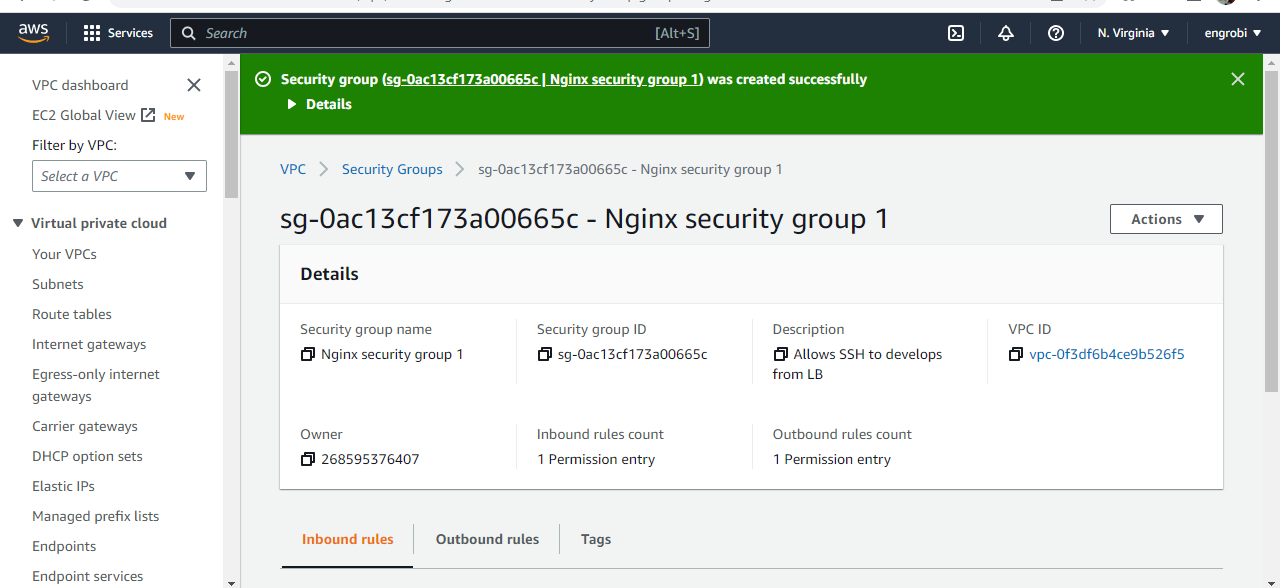 aws
Services
Search [Alt+S]
N. Virginia
engrobi
VPC dashboard
EC2 Global View New
Filter by VPC:
Select a VPC
Virtual private cloud
Your VPCs
Subnets
Route tables
Internet gateways
Egress-only internet
gateways
Carrier gateways
DHCP option sets
Elastic IPs
Managed prefix lists
Endpoints
Endpoint services
Security group (sg-0ac13cf173a00665c | Nginx security group 1) was created successfully
Details
VPC > Security Groups > sg-0ac13cf173a00665c - Nginx security group 1
sg-0ac13cf173a00665c - Nginx security group 1
Actions
Details
Security group name
Nginx security group 1
Security group ID
sg-0ac13cf173a00665c
Description
Allows SSH to develops
from LB
VPC ID
vpc-0f3df6b4ce9b526f5
Owner
268595376407
Inbound rules count
1 Permission entry
Outbound rules count
1 Permission entry
Inbound rules
Outbound rules
Tags